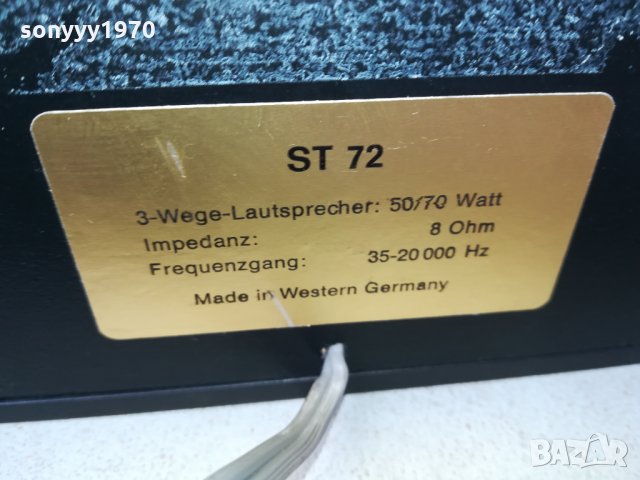 sonyyy1970
ST 72
3-Wege-Lautsprecher: 50/70 Watt
Impedanz: 8 Ohm
Frequenzgang: 35-20 000 Hz
Made in Western Germany
BAZAR